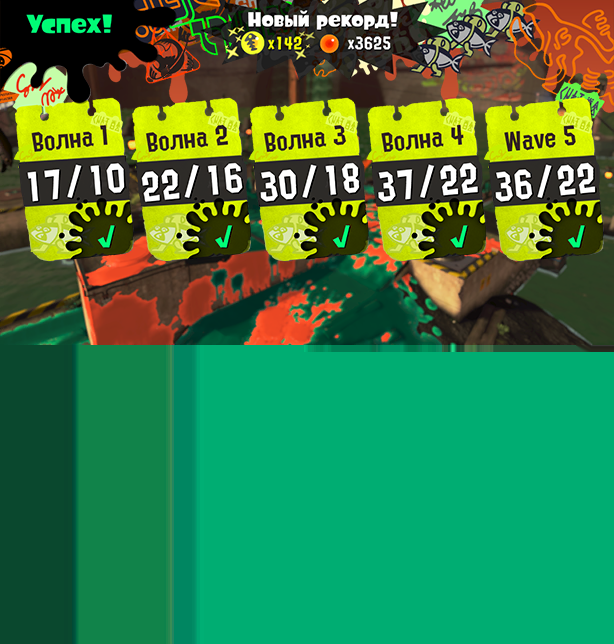 Успех!
Новый рекорд!
x142 x3625
Волна 1
Волна 2
Волна 3
Волна 4
Wave 5
17/10
22/16
30/18
37/22
36/22